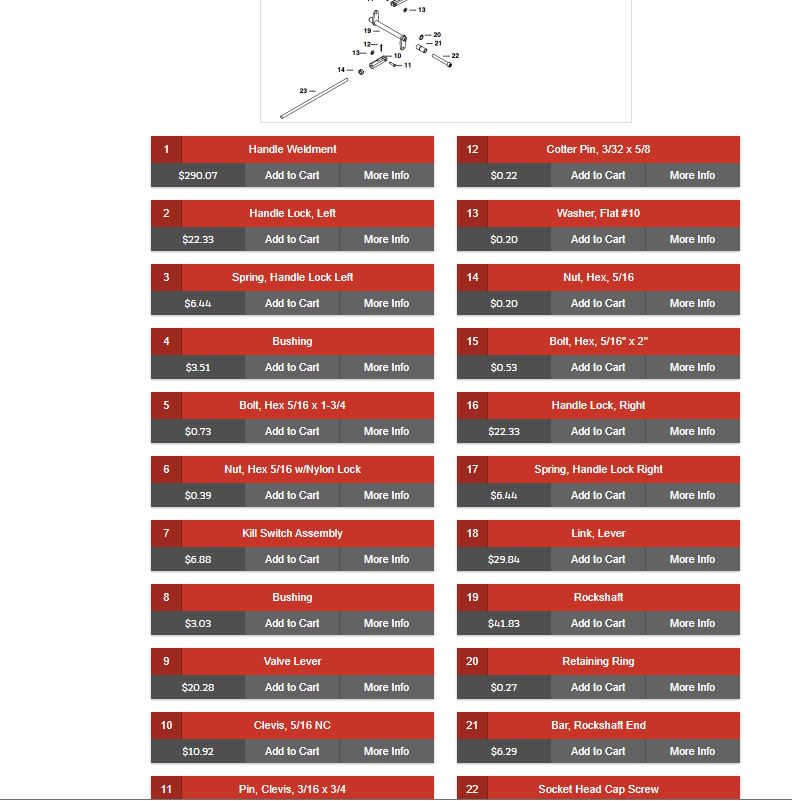 13
19
20
21
12
13
10
22
11
14
23
1 Handle Weldment
$290.07 Add to Cart More Info
12 Cotter Pin, 3/32 x 5/8
$0.22 Add to Cart More Info
2 Handle Lock, Left
$22.33 Add to Cart More Info
13 Washer, Flat #10
$0.20 Add to Cart More Info
3 Spring, Handle Lock Left
$6.44 Add to Cart More Info
14 Nut, Hex, 5/16
$0.20 Add to Cart More Info
4 Bushing
$3.51 Add to Cart More Info
15 Bolt, Hex, 5/16" x 2"
$0.53 Add to Cart More Info
5 Bolt, Hex 5/16 x 1-3/4
$0.73 Add to Cart More Info
16 Handle Lock, Right
$22.33 Add to Cart More Info
6 Nut, Hex 5/16 w/Nylon Lock
$0.39 Add to Cart More Info
17 Spring, Handle Lock Right
$6.44 Add to Cart More Info
7 Kill Switch Assembly
$6.88 Add to Cart More Info
18 Link, Lever
$29.84 Add to Cart More Info
8 Bushing
$3.03 Add to Cart More Info
19 Rockshaft
$41.83 Add to Cart More Info
9 Valve Lever
$20.28 Add to Cart More Info
20 Retaining Ring
$0.27 Add to Cart More Info
10 Clevis, 5/16 NC
$10.92 Add to Cart More Info
21 Bar, Rockshaft End
$6.29 Add to Cart More Info
11 Pin, Clevis, 3/16 x 3/4
22 Socket Head Cap Screw